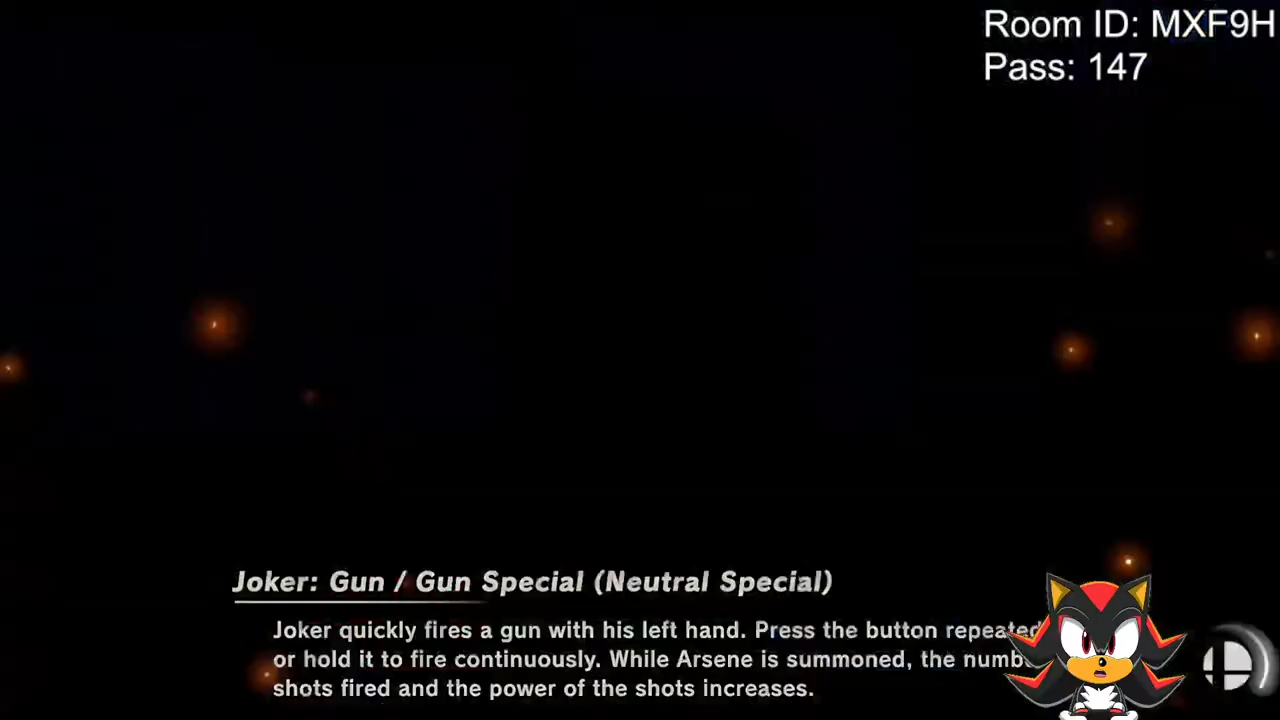 Room ID: MXF9H
Pass: 147
Joker: Gun / Gun Special (Neutral Special)
Joker quickly fires a gun with his left hand. Press the button
or hold it to fire continuously. While Arsene is summoned, the
shots fired and the power of the shots increases.